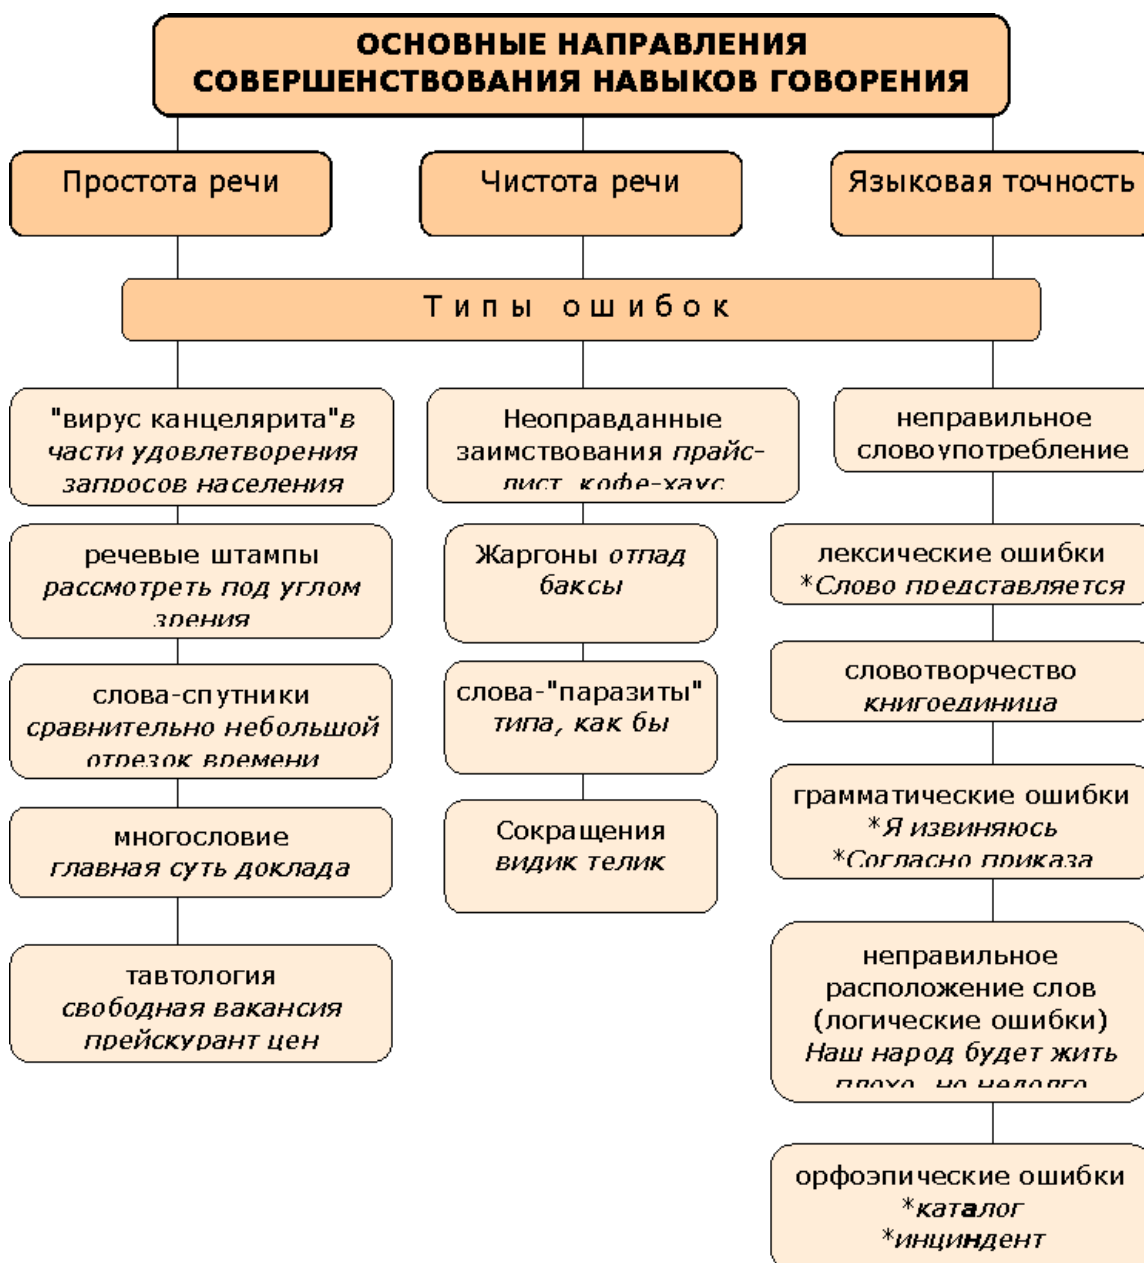 ОСНОВНЫЕ НАПРАВЛЕНИЯ
СОВЕРШЕНСТВОВАНИЯ НАВЫКОВ ГОВОРЕНИЯ
Простота речи
Чистота речи
Языковая точность
Типы ошибок
"вирус канцелярита"в
части удовлетворения
запросов населения
речевые штампы
рассмотреть под углом
зрения
слова-спутники
сравнительно небольшой
отрезок времени
многословие
главная суть доклада
тавтология
свободная вакансия
прейскурант цен
Неоправданные
заимствования прайс-
лист, кофе-хаус
Жаргоны отпад
баксы
слова-"паразиты"
типа, как бы
Сокращения
видик телик
неправильное
словоупотребление
лексические ошибки
*Слово представляется
словотворчество
книгоединица
грамматические ошибки
*Я извиняюсь
*Согласно приказа
неправильное
расположение слов
(логические ошибки)
Наш народ будет жить
плохо, но недолго
орфоэпические ошибки
*каталог
*инциндент